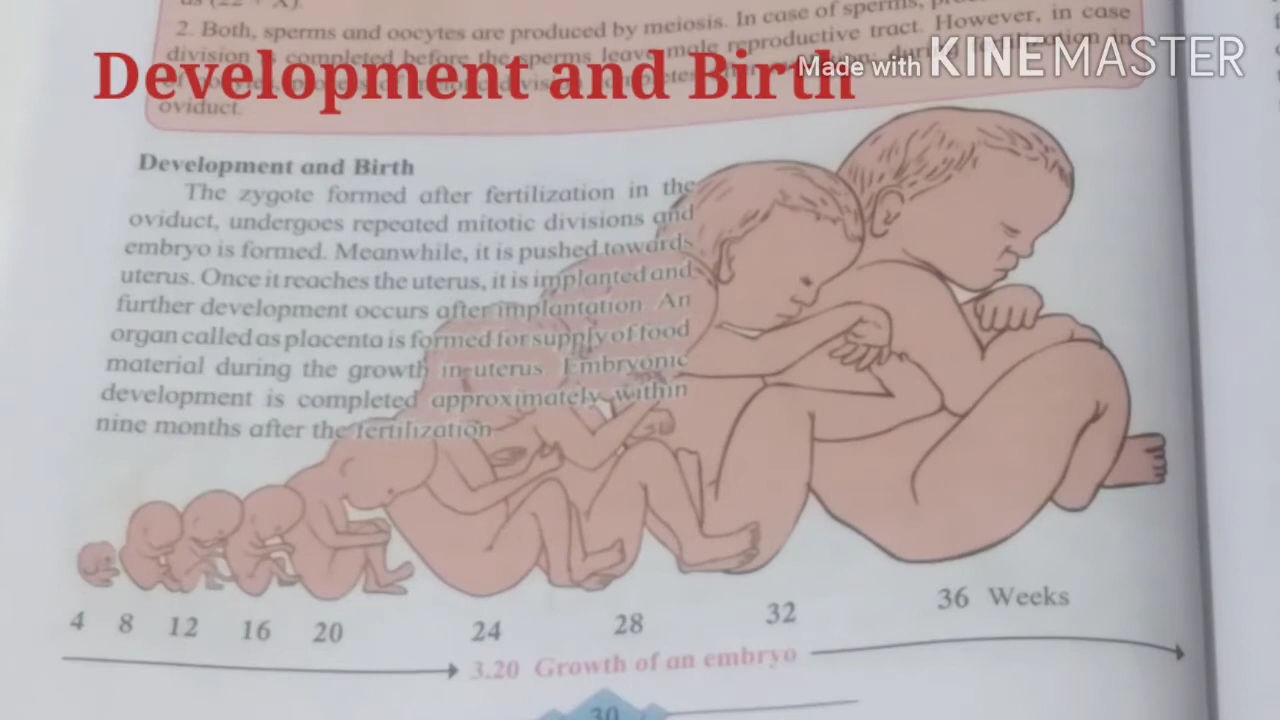 2. Both, sperms and oocytes are produced by meiosis. In case of sperms,
division is completed before the sperms leave male reproductive tract. However, in case
oviduct.
Development and Birth
Made with KINEMASTER
Development and Birth
The zygote formed after fertilization in the
oviduct, undergoes repeated mitotic divisions and
embryo is formed. Meanwhile, it is pushed towards
uterus. Once it reaches the uterus, it is implanted and
further development occurs after implantation. An
organ called as placenta is formed for supply of food
material during the growth in uterus. Embryonic
development is completed approximately within
nine months after the fertilization.
4 8 12 16 20 24 28 32 36 Weeks
3.20 Growth of an embryo
30